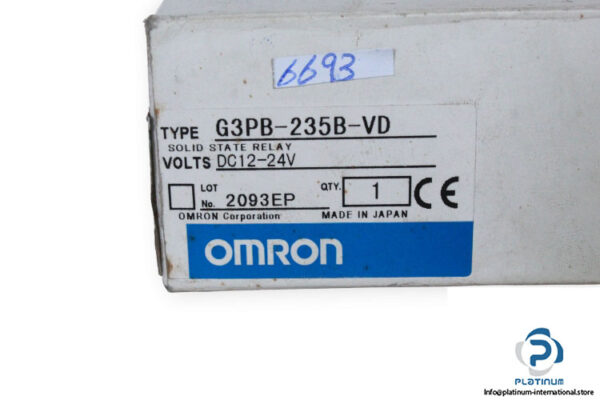 6693
TYPE G3PB-235B-VD
SOLID STATE RELAY
VOLTS DC12-24V
LOT No. 2093EP QTY. 1 CE
OMRON Corporation MADE IN JAPAN
OMRON
PLATINUM
Info@platinum-international.store